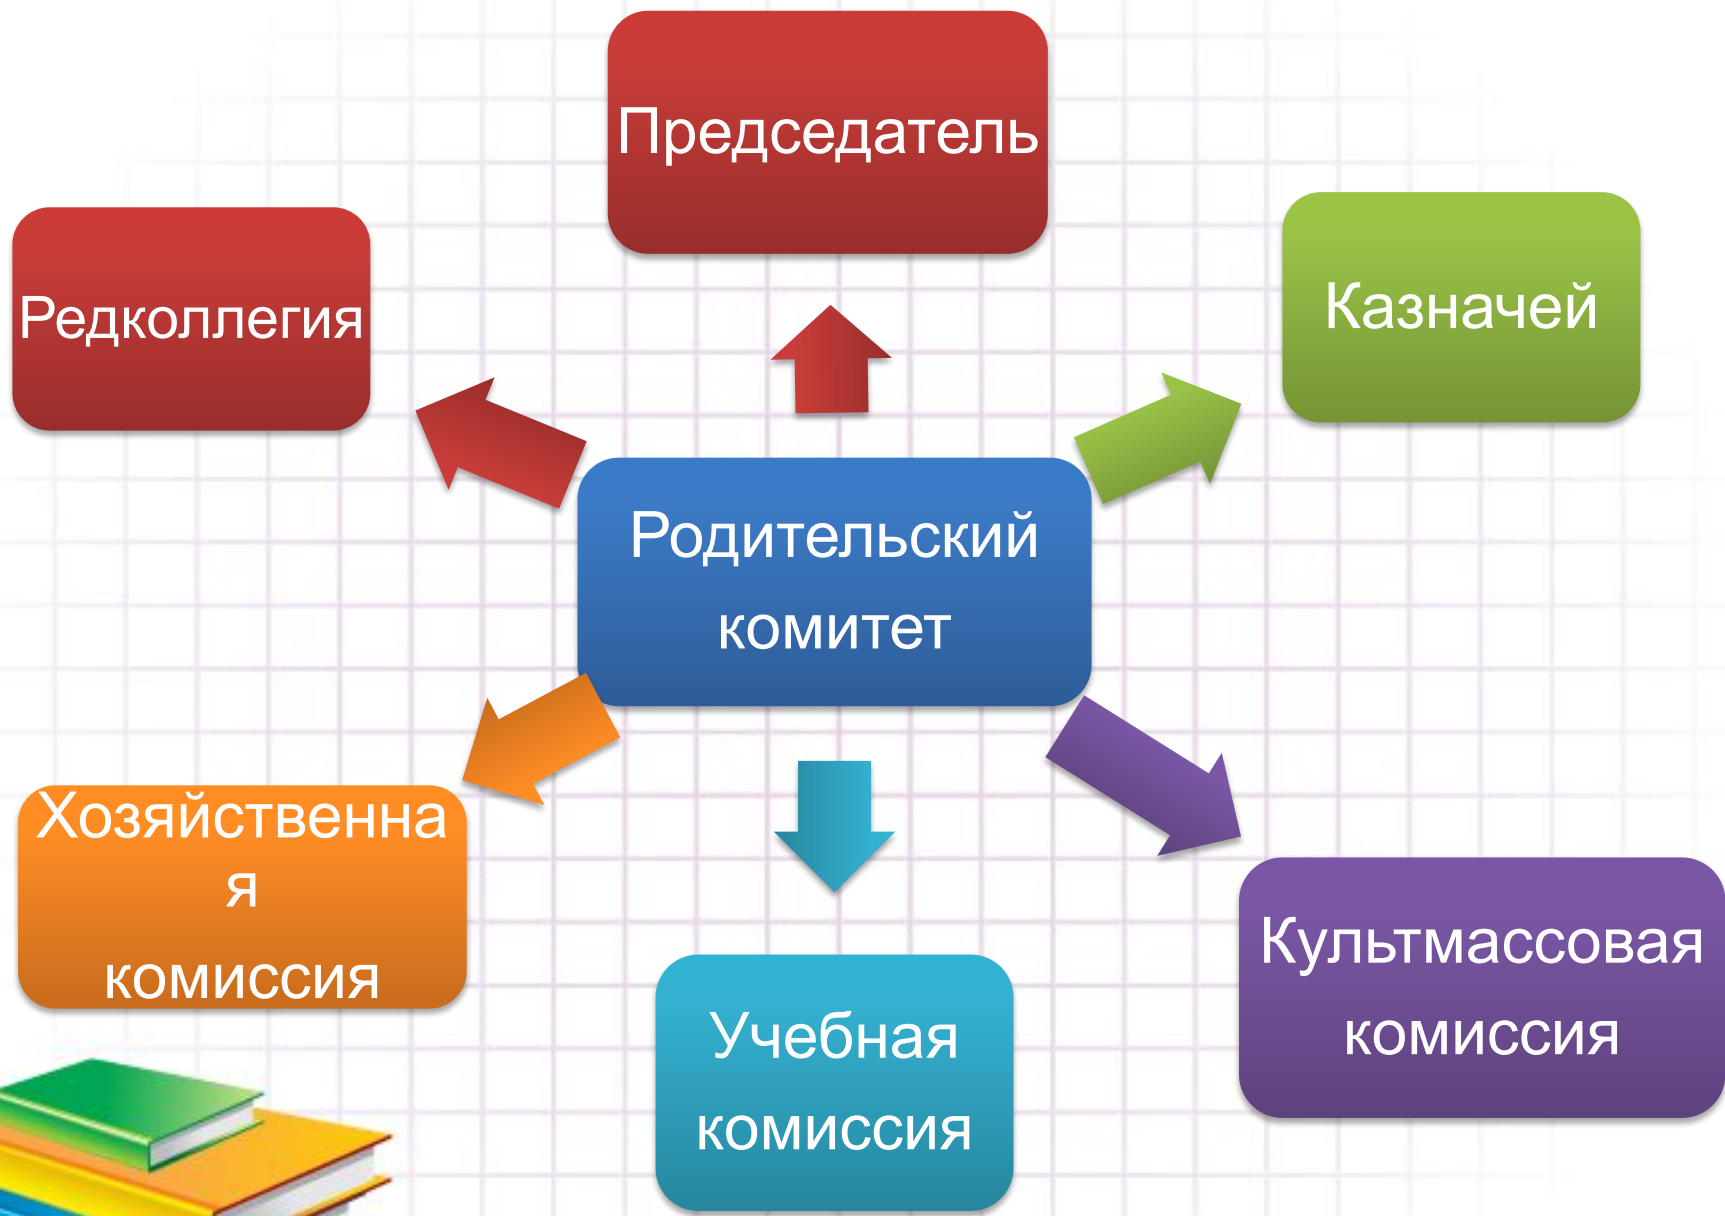 Председатель
Редколлегия
Казначей
Родительский
комитет
Хозяйственна
я
комиссия
Культмассовая
комиссия
Учебная
комиссия